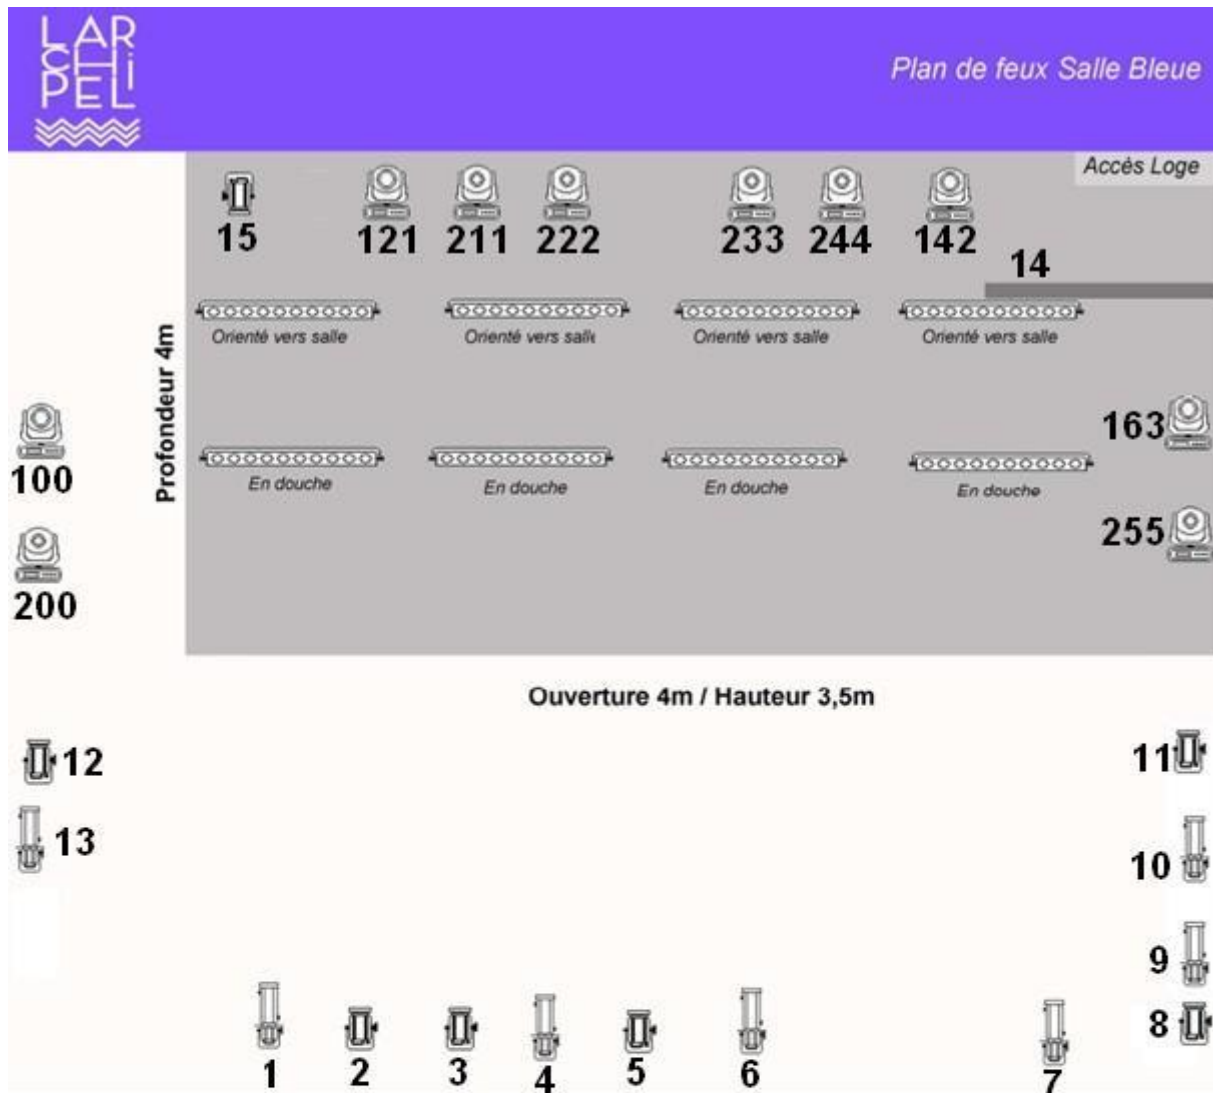 LAR
CHI
PEL
Plan de feux Salle Bleue
Accès Loge
15
121
211
222
233
244
142
14
Orienté vers salle
Orienté vers salle
Orienté vers salle
Orienté vers salle
Profondeur 4m
100
163
En douche
En douche
En douche
En douche
200
255
Ouverture 4m / Hauteur 3,5m
12
11
13
10
9
8
1
2
3
4
5
6
7